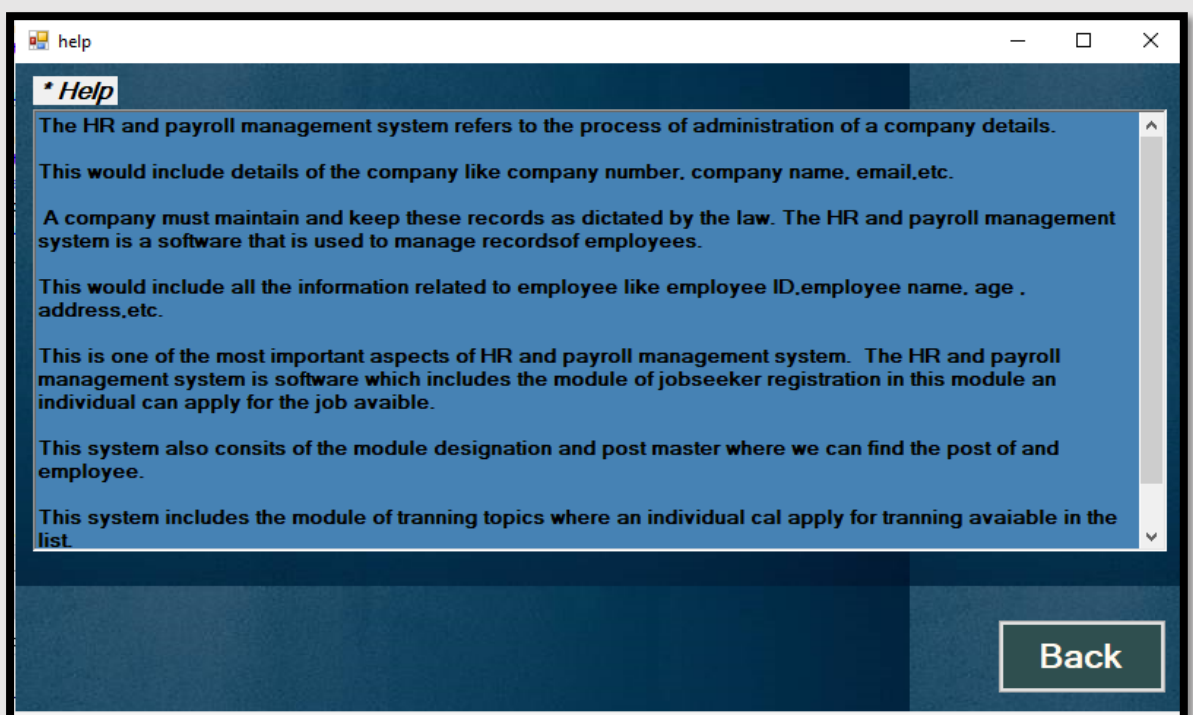 help
* Help
The HR and payroll management system refers to the process of administration of a company details.
This would include details of the company like company number, company name, email,etc.
A company must maintain and keep these records as dictated by the law. The HR and payroll management
system is a software that is used to manage recordsof employees.
This would include all the information related to employee like employee ID,employee name, age ,
address,etc.
This is one of the most important aspects of HR and payroll management system.  The HR and payroll
management system is software which includes the module of jobseeker registration in this module an
individual can apply for the job avaible.
This system also consits of the module designation and post master where we can find the post of and
employee.
This system includes the module of tranning topics where an individual cal apply for tranning avaiable in the
list.
Back